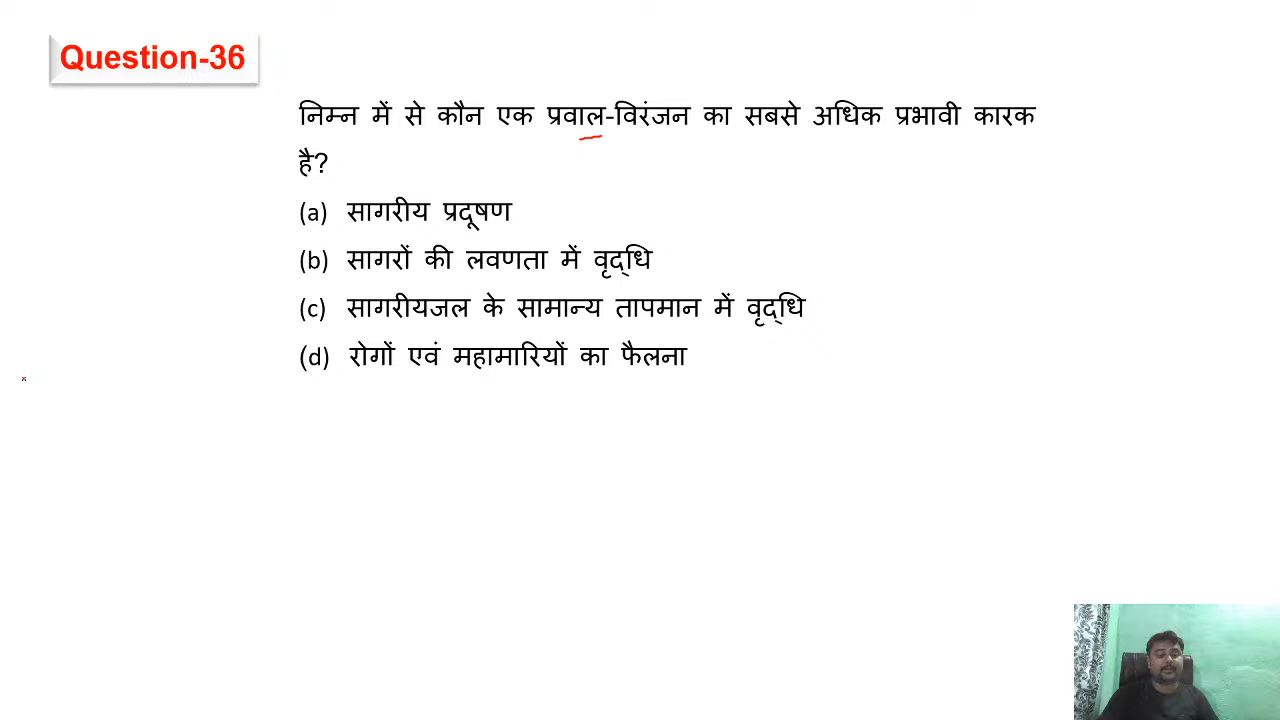 Question-36
निम्न में से कौन एक प्रवाल-विरंजन का सबसे अधिक प्रभावी कारक
है?
(a) सागरीय प्रदूषण
(b) सागरों की लवणता में वृद्धि
(c) सागरीयजल के सामान्य तापमान में वृद्धि
(d) रोगों एवं महामारियों का फैलना